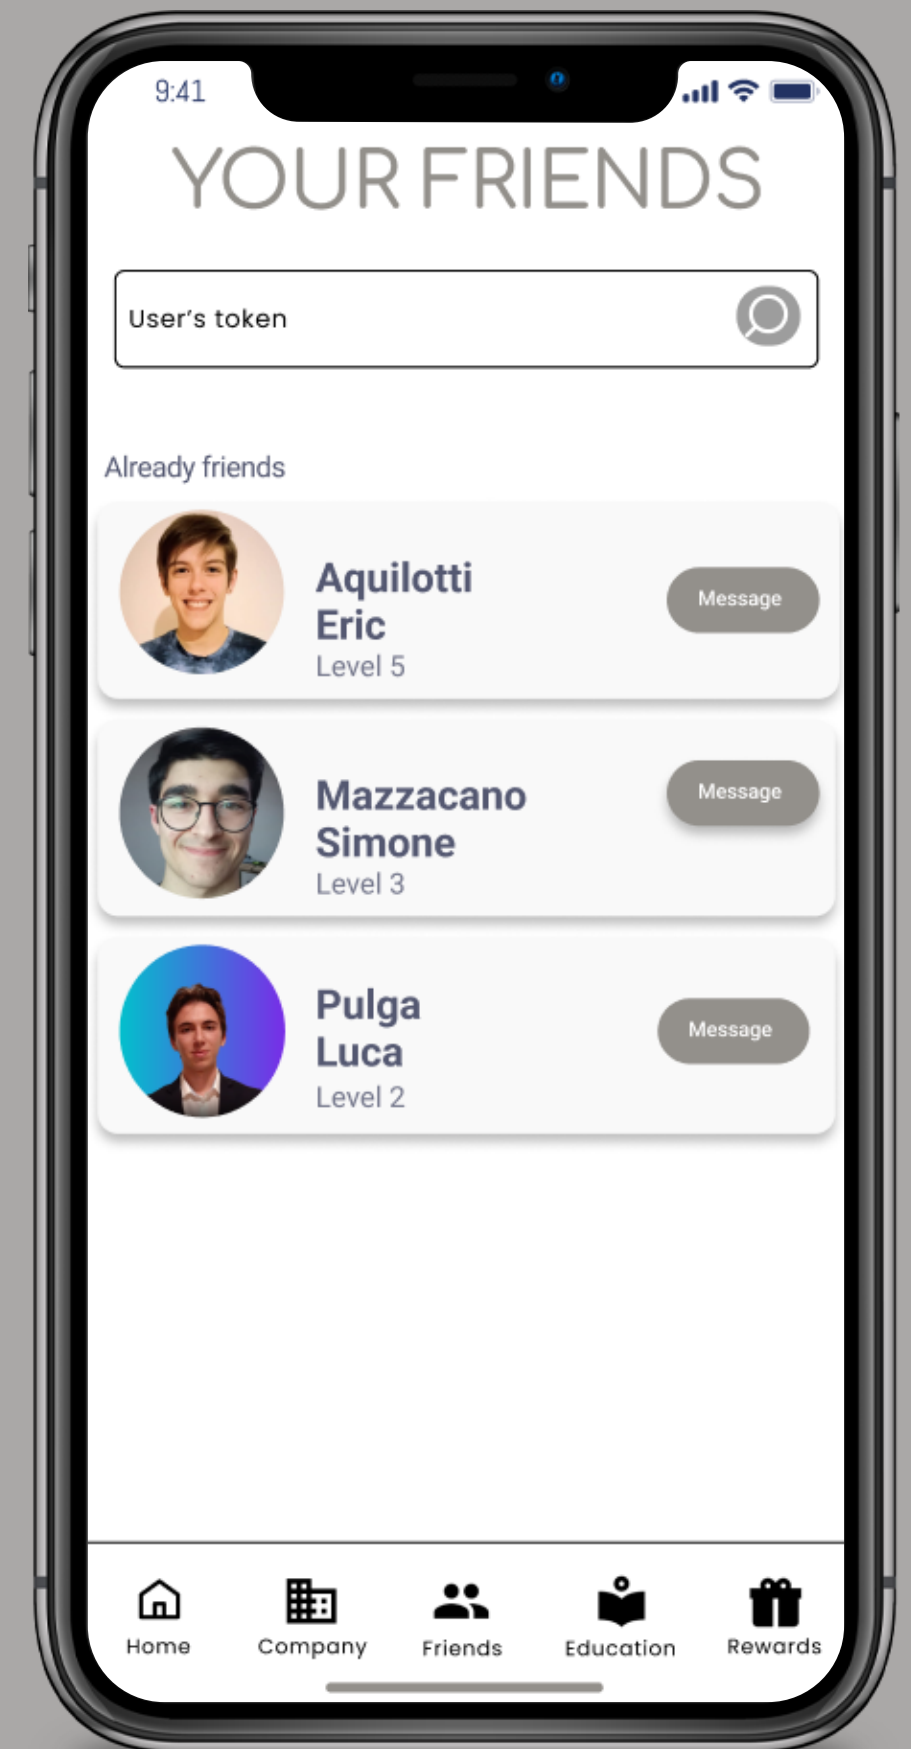 9:41
YOUR FRIENDS
User's token
Already friends
Aquilotti
Eric
Level 5
Message
Mazzacano
Simone
Level 3
Message
Pulga
Luca
Level 2
Message
Home
Company
Friends
Education
Rewards